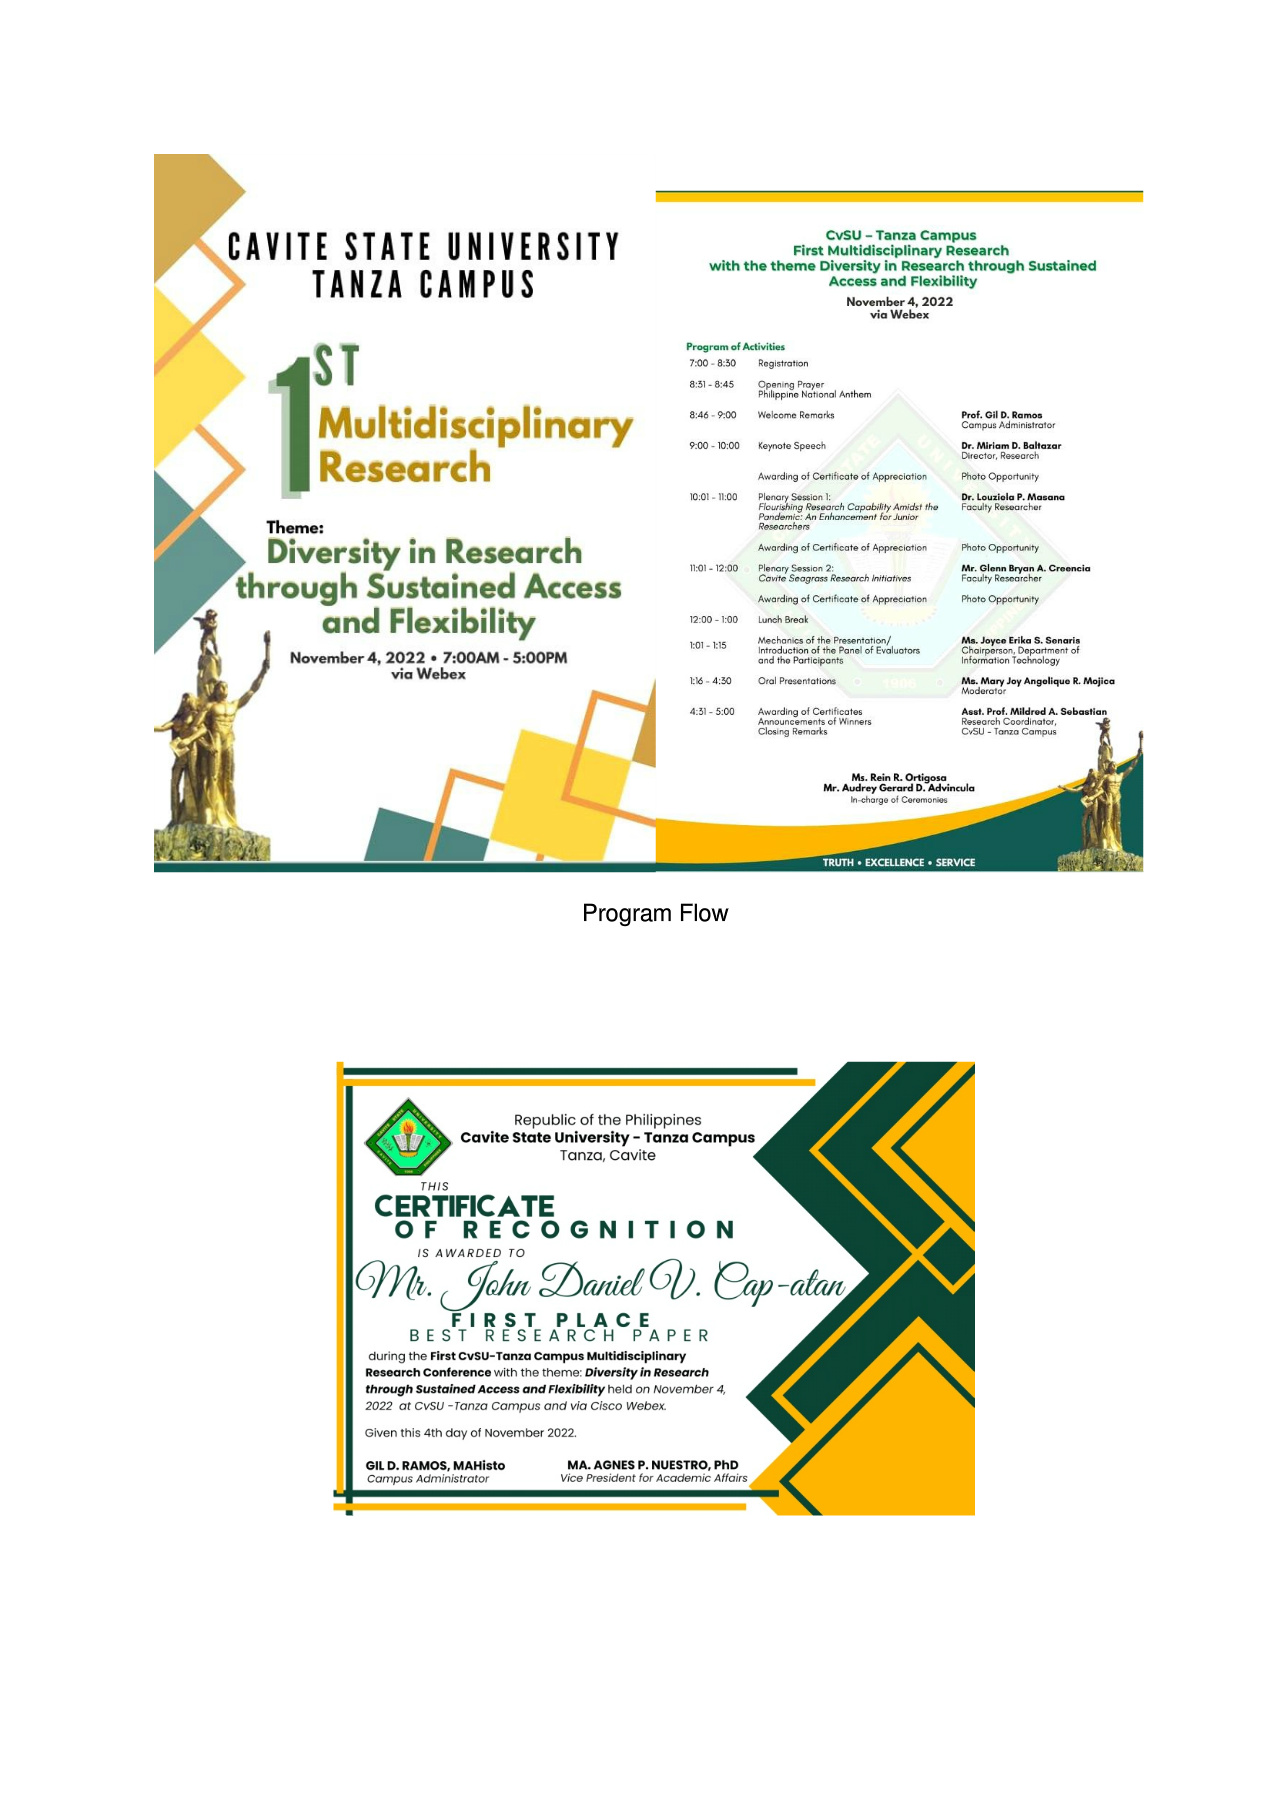 CAVITE STATE UNIVERSITY
TANZA CAMPUS
1ST
Multidisciplinary
Research
Theme:
Diversity in Research
through Sustained Access
and Flexibility
November 4, 2022 • 7:00AM - 5:00PM
via Webex
CvSU – Tanza Campus
First Multidisciplinary Research
with the theme Diversity in Research through Sustained
Access and Flexibility
November 4, 2022
via Webex
Program of Activities
7:00 – 8:30 Registration
8:31 - 8:45 Opening Prayer
Philippine National Anthem
8:46 – 9:00 Welcome Remarks Prof. Gil D. Ramos
Campus Administrator
9:00 – 10:00 Keynote Speech Dr. Miriam D. Baltazar
Director, Research
Awarding of Certificate of Appreciation Photo Opportunity
10:01 – 11:00 Plenary Session 1: Dr. Louziela P. Masana
Flourishing Research Capability Amidst the Faculty Researcher
Pandemic: An Enhancement for Junior
Researchers
Awarding of Certificate of Appreciation Photo Opportunity
11:01 – 12:00 Plenary Session 2: Mr. Glenn Bryan A. Creencia
Cavite Seagrass Research Initiatives Faculty Researcher
Awarding of Certificate of Appreciation Photo Opportunity
12:00 – 1:00 Lunch Break
1:01 – 1:15 Mechanics of the Presentation/ Ms. Joyce Erika S. Senaris
Introduction of the Panel of Evaluators Chairperson, Department of
and the Participants Information Technology
1:16 – 4:30 Oral Presentations Ms. Mary Joy Angelique R. Mojica
Moderator
4:31 – 5:00 Awarding of Certificates Asst. Prof. Mildred A. Sebastian
Announcements of Winners Research Coordinator,
Closing Remarks CvSU - Tanza Campus
1906
Ms. Rein R. Ortigosa
Mr. Audrey Gerard D. Advincula
In-charge of Ceremonies
TRUTH • EXCELLENCE • SERVICE
Program Flow
Republic of the Philippines
Cavite State University - Tanza Campus
Tanza, Cavite
THIS
CERTIFICATE
OF RECOGNITION
IS AWARDED TO
Mr. John Daniel V. Cap-atan
FIRST PLACE
BEST RESEARCH PAPER
during the First CvSU-Tanza Campus Multidisciplinary
Research Conference with the theme: Diversity in Research
through Sustained Access and Flexibility held on November 4,
2022 at CvSU -Tanza Campus and via Cisco Webex.
Given this 4th day of November 2022.
GIL D. RAMOS, MAHisto MA. AGNES P. NUESTRO, PhD
Campus Administrator Vice President for Academic Affairs